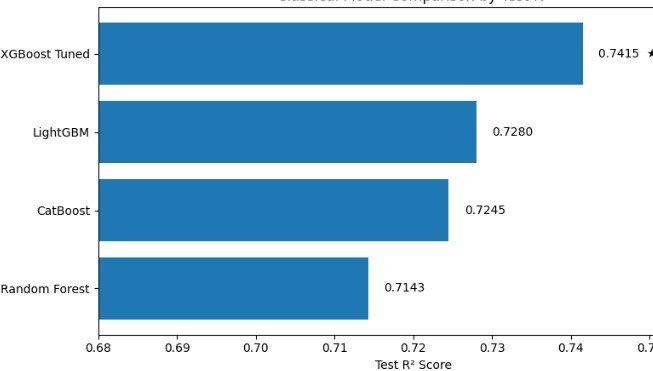 XGBoost Tuned
0.7415 ★
LightGBM
0.7280
CatBoost
0.7245
Random Forest
0.7143
0.68 0.69 0.70 0.71 0.72 0.73 0.74
Test R² Score